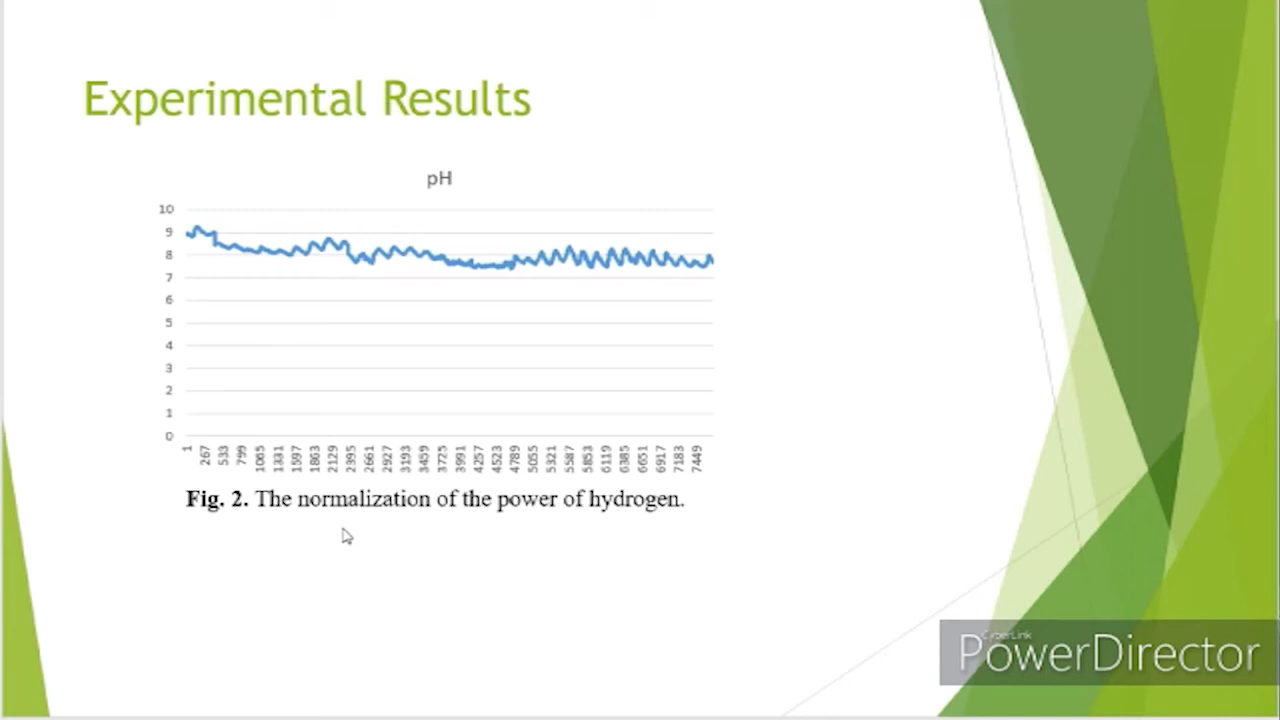 Experimental Results
pH
10
9
8
7
6
5
4
3
2
1
0
1 267 533 799 1065 1331 1597 1863 2129 2395 2661 2927 3193 3459 3725 3991 4257 4523 4789 5055 5321 5587 5853 6119 6385 6651 6917 7183 7449
Fig. 2. The normalization of the power of hydrogen.
CyberLink
PowerDirector